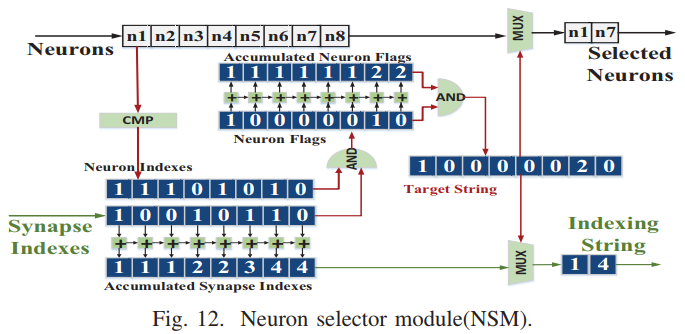 n1 n2 n3 n4 n5 n6 n7 n8
MUX
n1 n7
Neurons
Selected
Neurons
Accumulated Neuron Flags
1 1 1 1 1 1 2 2
+ + + + + + +
AND
CMP
1 0 0 0 0 0 1 0
Neuron Flags
AND
Neuron Indexes
1 0 0 0 0 0 2 0
Target String
1 1 1 0 1 0 1 0
Synapse
Indexes
1 0 0 1 0 1 1 0
+ + + + + + +
Indexing
String
MUX
1 1 1 2 2 3 4 4
1 4
Accumulated Synapse Indexes
Fig. 12. Neuron selector module(NSM).